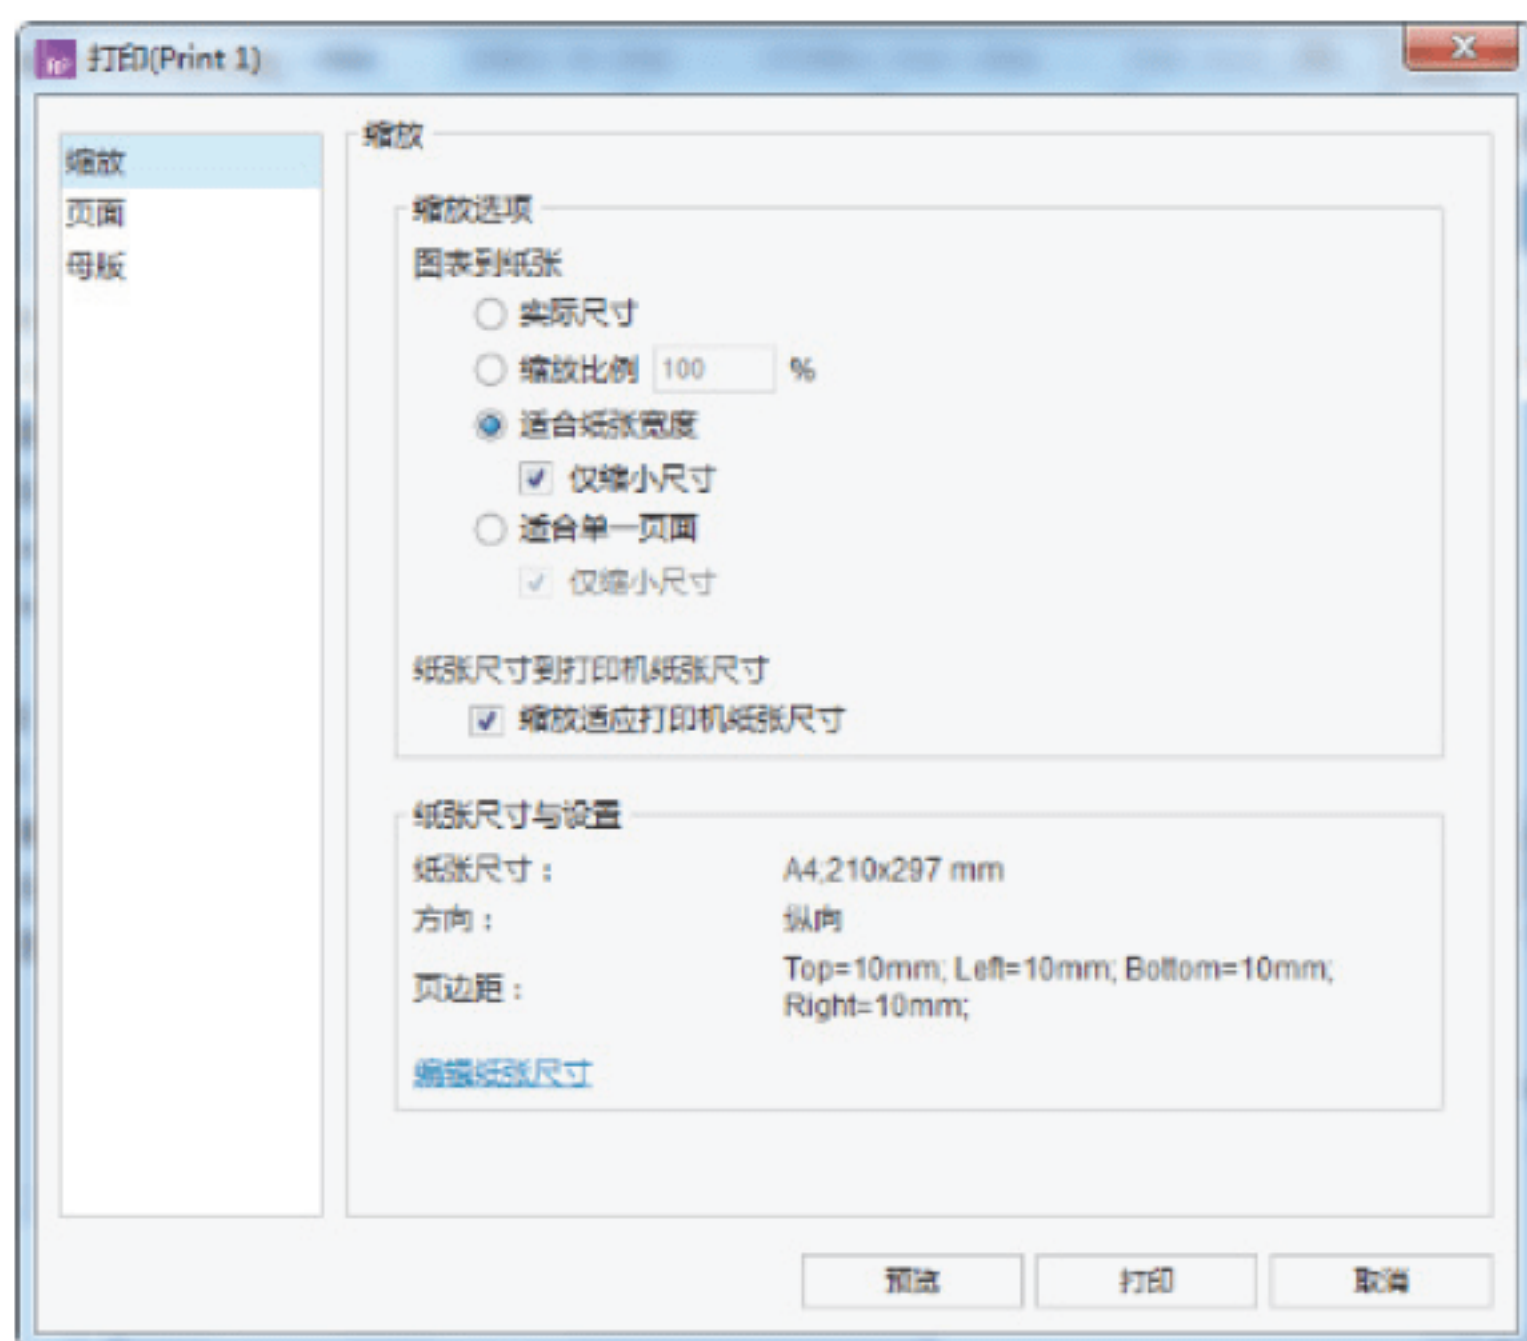 打印(Print 1)
缩放
页面
母版
缩放
缩放选项
图表到纸张
实际尺寸
缩放比例 100 %
适合纸张宽度
仅缩小尺寸
适合单一页面
仅缩小尺寸
纸张尺寸到打印机纸张尺寸
缩放适应打印机纸张尺寸
纸张尺寸与设置
纸张尺寸： A4;210x297 mm
方向： 纵向
页边距： Top=10mm; Left=10mm; Bottom=10mm;
Right=10mm;
编辑纸张尺寸
预览 打印 取消